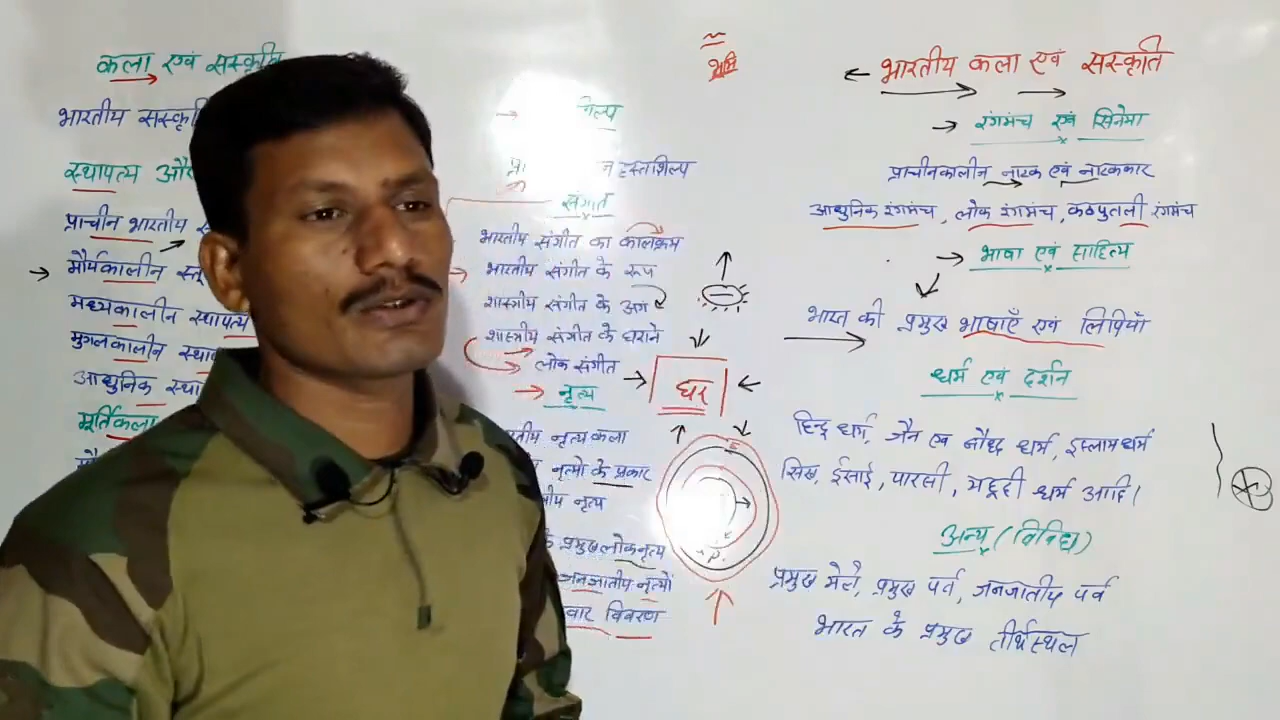 कला एवं संस्कृति
भारतीय संस्कृ
स्थापत्य और
प्राचीन भारतीय
मौर्यकालीन
मध्यकालीन स्थापत्य
मुगलकालीन स्था
आधुनिक स्था
मूर्तिकला
शिल्प
हस्तशिल्प
संगीत
भारतीय संगीत का कालक्रम
भारतीय संगीत के रूप
शास्त्रीय संगीत के अंग
शास्त्रीय संगीत के घराने
लोक संगीत
नृत्य
तीय नृत्य कला
नृत्यों के प्रकार
नृत्य
के प्रमुख लोकनृत्य
जनजातीय नृत्यों
वार विवरण
घर
P
भारतीय कला एवं संस्कृति
रंगमंच एवं सिनेमा
प्राचीनकालीन नाटक एवं नाटककार
आधुनिक रंगमंच, लोक रंगमंच, कठपुतली रंगमंच
भाषा एवं साहित्य
भारत की प्रमुख भाषाएँ एवं लिपियाँ
धर्म एवं दर्शन
हिन्दू धर्म, जैन एवं बौद्ध धर्म, इस्लाम धर्म
सिख, ईसाई, पारसी, यहूदी धर्म आदि।
अन्य (विविध)
प्रमुख मेले, प्रमुख पर्व, जनजातीय पर्व
भारत के प्रमुख तीर्थस्थल